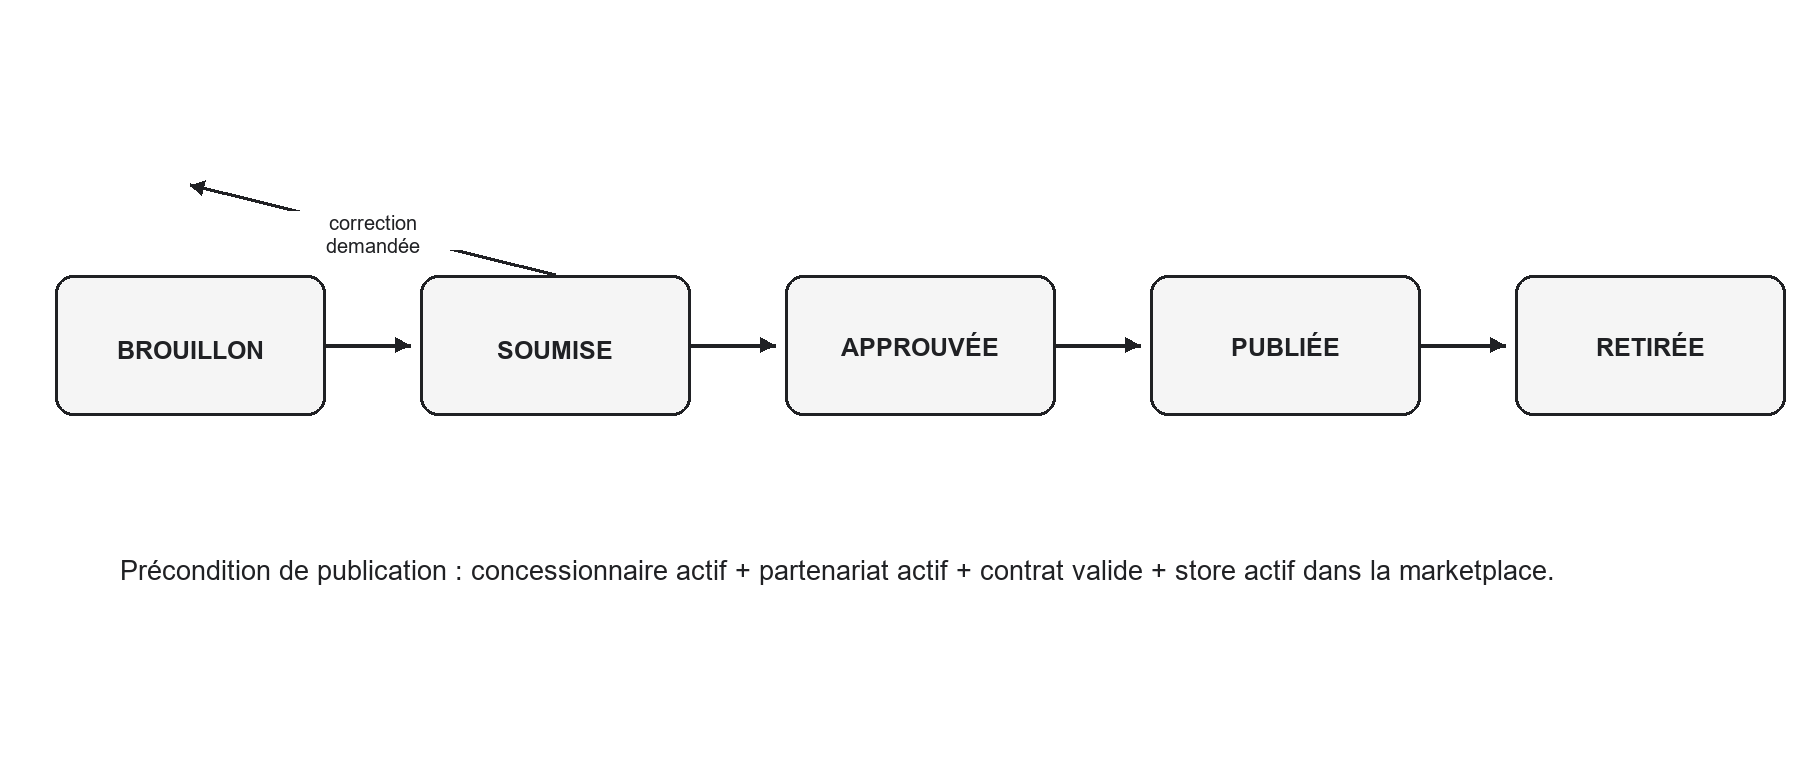 correction
demandée
BROUILLON
SOUMISE
APPROUVÉE
PUBLIÉE
RETIRÉE
Précondition de publication : concessionnaire actif + partenariat actif + contrat valide + store actif dans la marketplace.